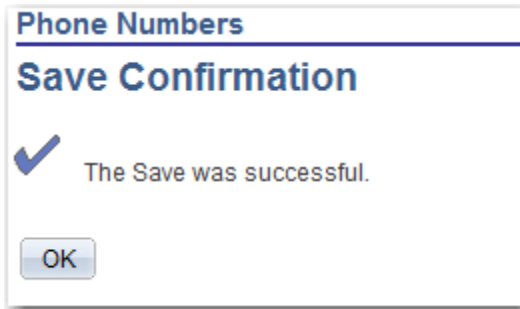 Phone Numbers
Save Confirmation
The Save was successful.
OK